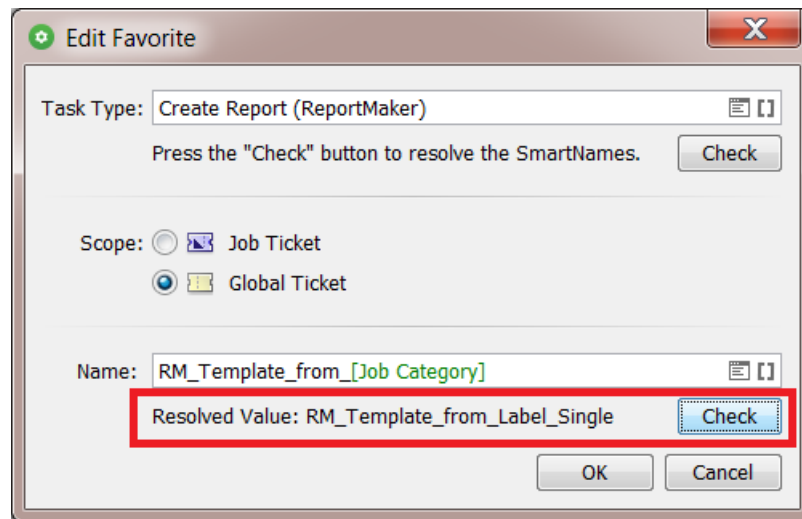 Edit Favorite
Task Type: Create Report (ReportMaker)
Press the "Check" button to resolve the SmartNames. Check
Scope: Job Ticket
Global Ticket
Name: RM_Template_from_[Job Category]
Resolved Value: RM_Template_from_Label_Single Check
OK Cancel